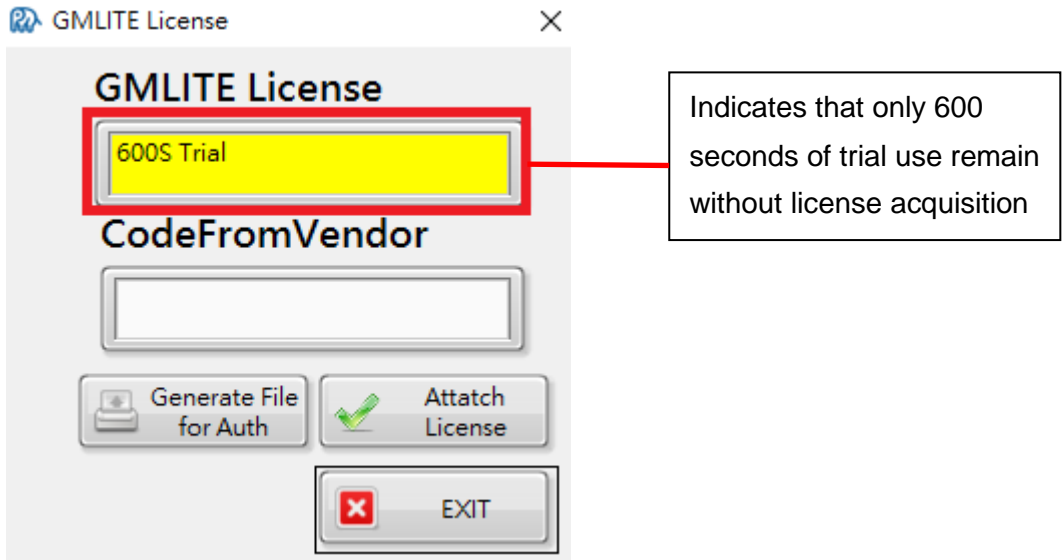 GMLITE License
GMLITE License
600S Trial
Indicates that only 600
seconds of trial use remain
without license acquisition
CodeFromVendor
Generate File
for Auth
Attatch
License
EXIT